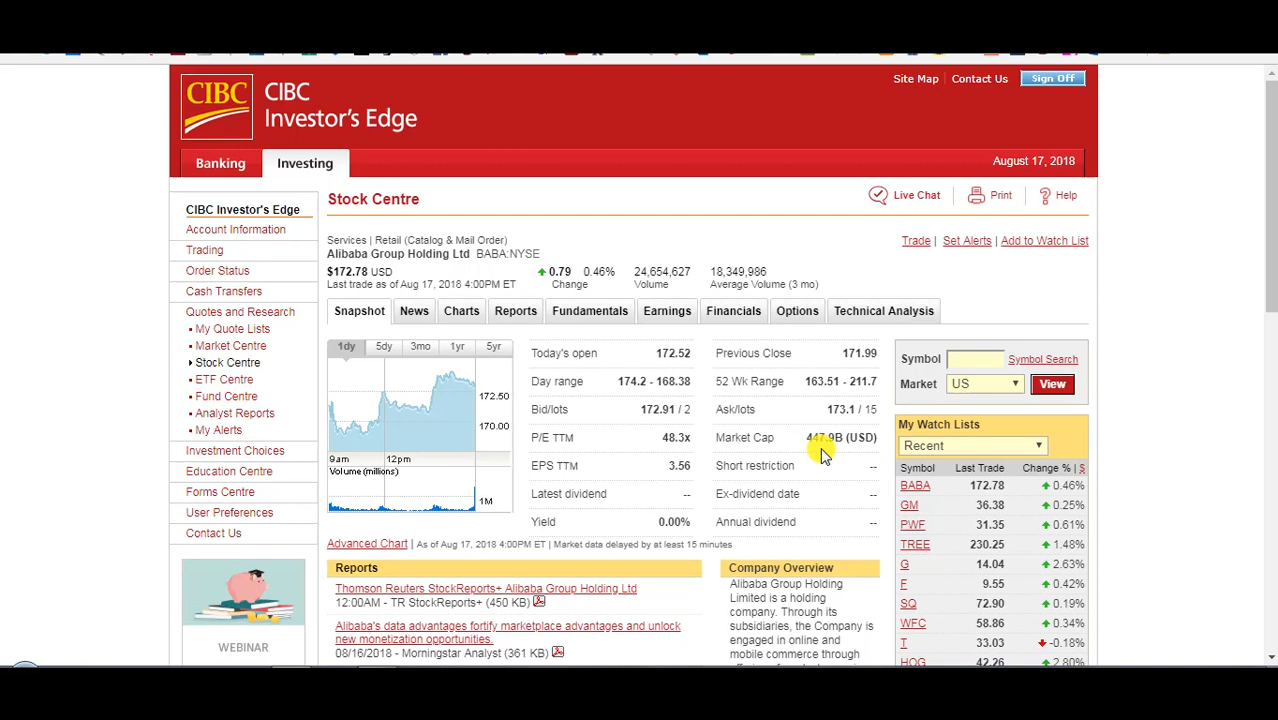 CIBC
CIBC
Investor's Edge
Site Map
Contact Us
Sign Off
Banking
Investing
August 17, 2018
CIBC Investor's Edge
Account Information
Trading
Order Status
Cash Transfers
Quotes and Research
My Quote Lists
Market Centre
Stock Centre
ETF Centre
Fund Centre
Analyst Reports
My Alerts
Investment Choices
Education Centre
Forms Centre
User Preferences
Contact Us
WEBINAR
Stock Centre
Live Chat
Print
Help
Services | Retail (Catalog & Mail Order)
Trade | Set Alerts | Add to Watch List
Alibaba Group Holding Ltd BABA:NYSE
$172.78 USD 0.79 0.46% 24,654,627 18,349,986
Last trade as of Aug 17, 2018 4:00PM ET Change Volume Average Volume (3 mo)
Snapshot News Charts Reports Fundamentals Earnings Financials Options Technical Analysis
1dy 5dy 3mo 1yr 5yr
172.50
170.00
9am 12pm
Volume (millions)
1M
Today's open 172.52 Previous Close 171.99
Day range 174.2 - 168.38 52 Wk Range 163.51 - 211.7
Bid/lots 172.91 / 2 Ask/lots 173.1 / 15
P/E TTM 48.3x Market Cap 447.9B (USD)
EPS TTM 3.56 Short restriction --
Latest dividend -- Ex-dividend date --
Yield 0.00% Annual dividend --
Advanced Chart | As of Aug 17, 2018 4:00PM ET | Market data delayed by at least 15 minutes
Reports
Thomson Reuters StockReports+ Alibaba Group Holding Ltd
12:00AM - TR StockReports+ (450 KB)
Alibaba's data advantages fortify marketplace advantages and unlock
new monetization opportunities.
08/16/2018 - Morningstar Analyst (361 KB)
Company Overview
Alibaba Group Holding
Limited is a holding
company. Through its
subsidiaries, the Company is
engaged in online and
mobile commerce through
Symbol Symbol Search
Market US View
My Watch Lists
Recent
Symbol Last Trade Change % | $
BABA 172.78 0.46%
GM 36.38 0.25%
PWF 31.35 0.61%
TREE 230.25 1.48%
G 14.04 2.63%
F 9.55 0.42%
SQ 72.90 0.19%
WFC 58.86 0.34%
T 33.03 -0.18%
HOG 42.26 2.80%